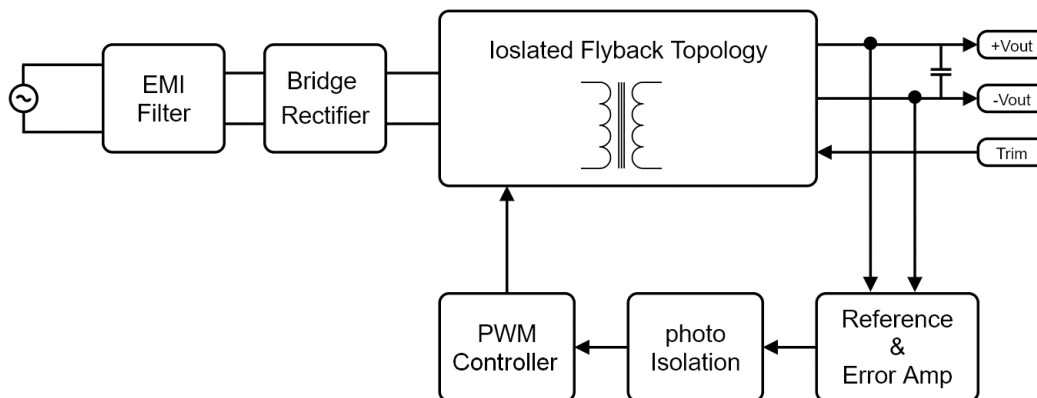 Ioslated Flyback Topology
+Vout
EMI
Filter
Bridge
Rectifier
-Vout
Trim
PWM
Controller
photo
Isolation
Reference
&
Error Amp